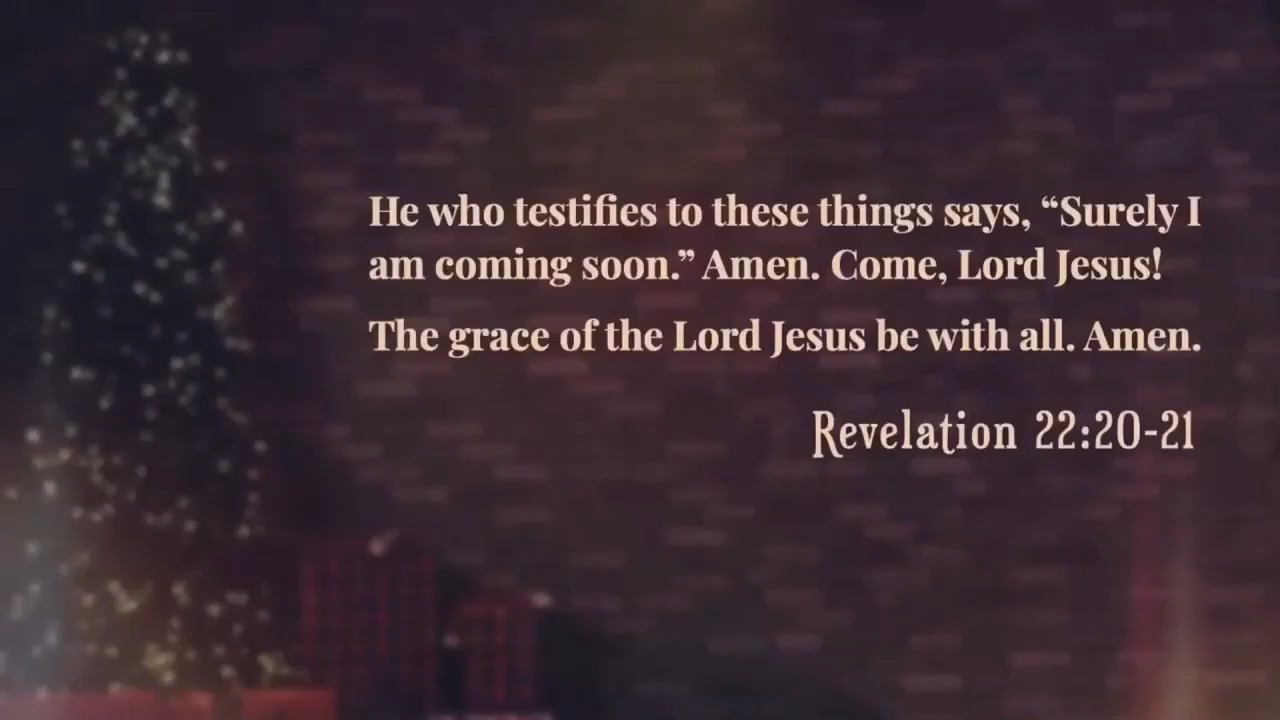 He who testifies to these things says, “Surely I
am coming soon.” Amen. Come, Lord Jesus!
The grace of the Lord Jesus be with all. Amen.
Revelation 22:20-21